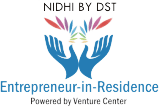 NIDHI BY DST
Entrepreneur-in-Residence
Powered by Venture Center